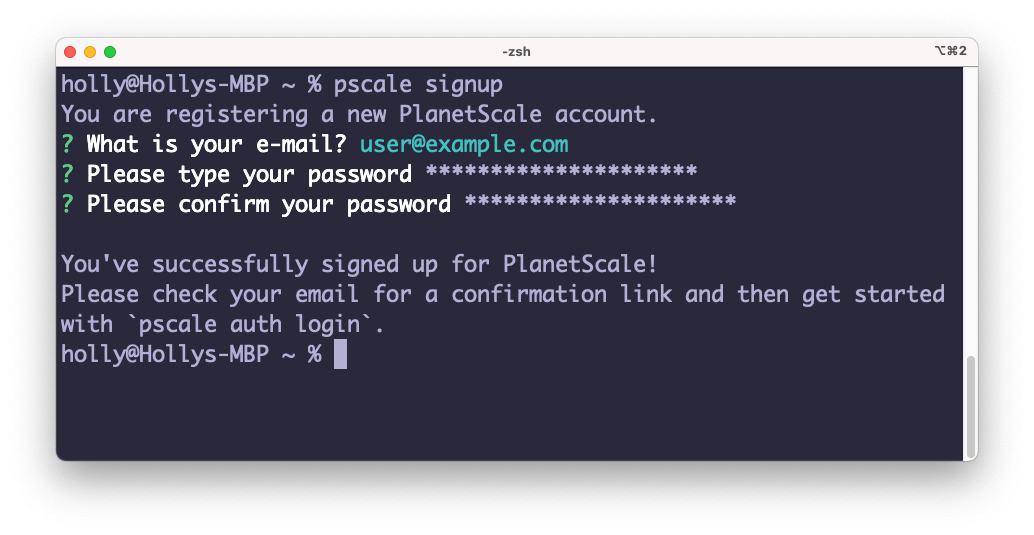 -zsh
⌥⌘2
holly@Hollys-MBP ~ % pscale signup
You are registering a new PlanetScale account.
? What is your e-mail? user@example.com
? Please type your password *********************
? Please confirm your password *********************
You've successfully signed up for PlanetScale!
Please check your email for a confirmation link and then get started
with `pscale auth login`.
holly@Hollys-MBP ~ %